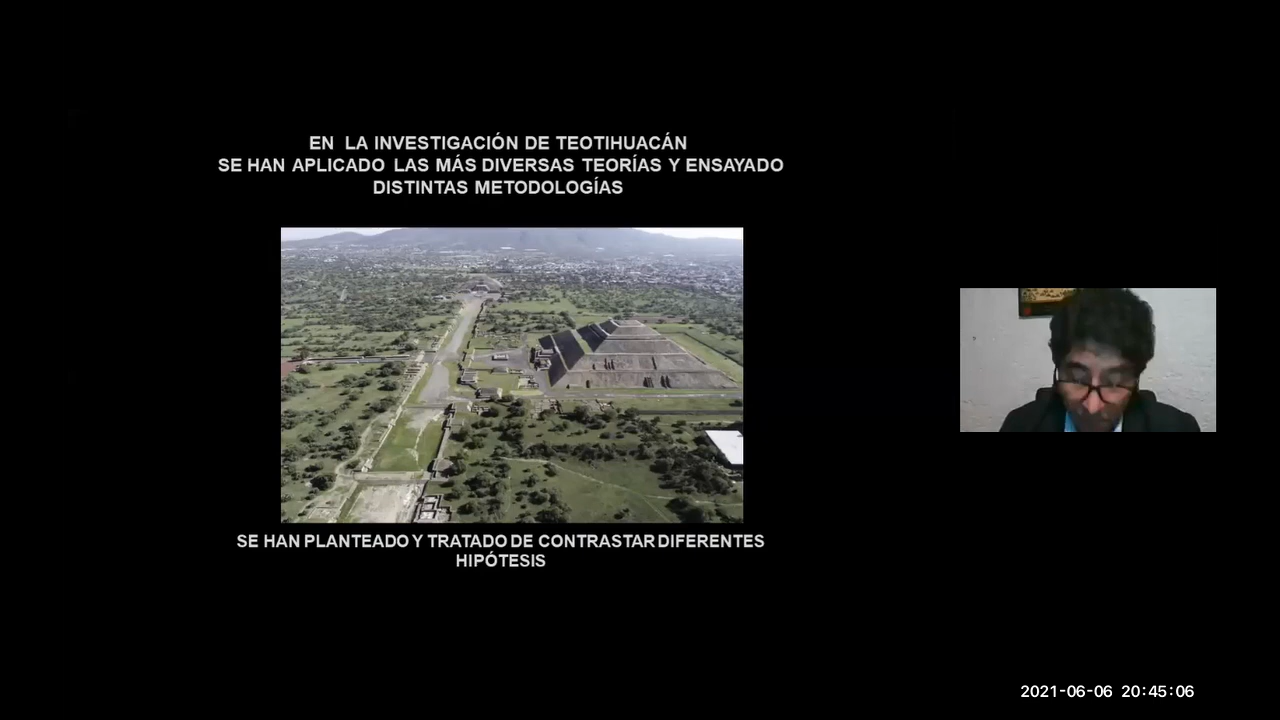 EN LA INVESTIGACIÓN DE TEOTIHUACÁN
SE HAN APLICADO LAS MÁS DIVERSAS TEORÍAS Y ENSAYADO
DISTINTAS METODOLOGÍAS
SE HAN PLANTEADO Y TRATADO DE CONTRASTAR DIFERENTES
HIPÓTESIS
2021-06-06 20:45:06